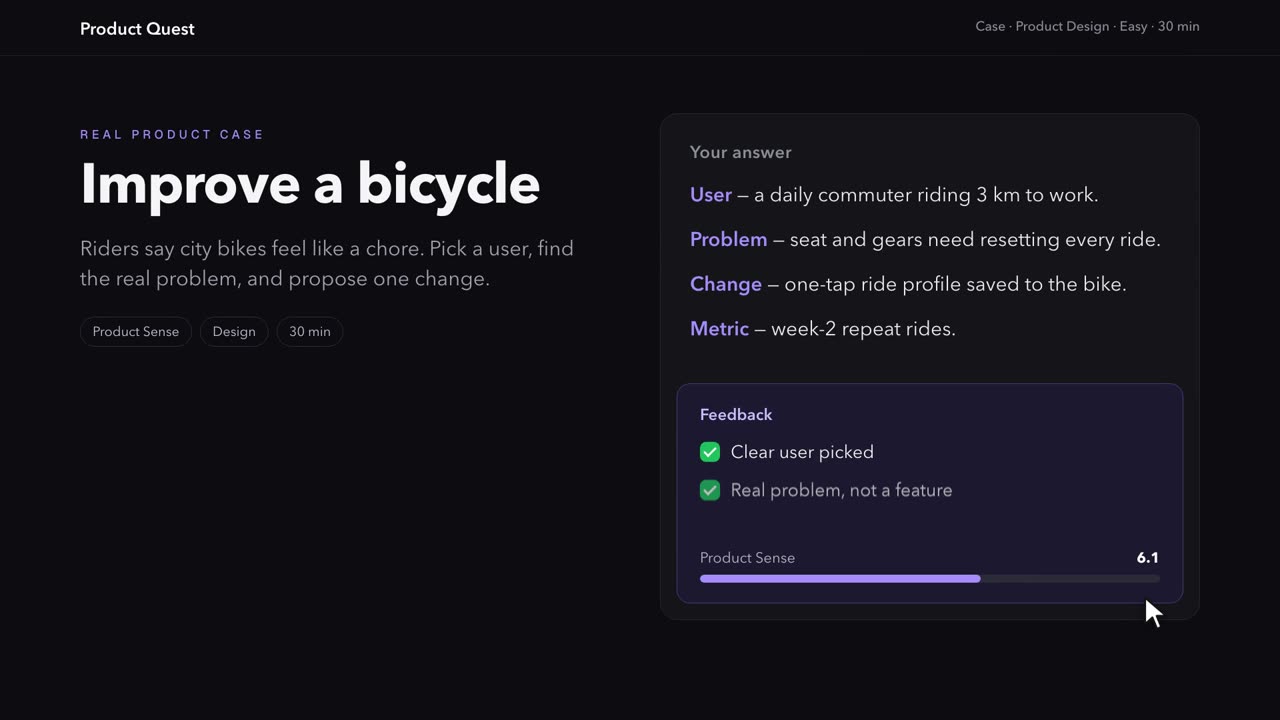 Product Quest
Case · Product Design · Easy · 30 min
REAL PRODUCT CASE
Improve a bicycle
Riders say city bikes feel like a chore. Pick a user, find
the real problem, and propose one change.
Product Sense
Design
30 min
Your answer
User – a daily commuter riding 3 km to work.
Problem – seat and gears need resetting every ride.
Change – one-tap ride profile saved to the bike.
Metric – week-2 repeat rides.
Feedback
Clear user picked
Real problem, not a feature
Product Sense
6.1